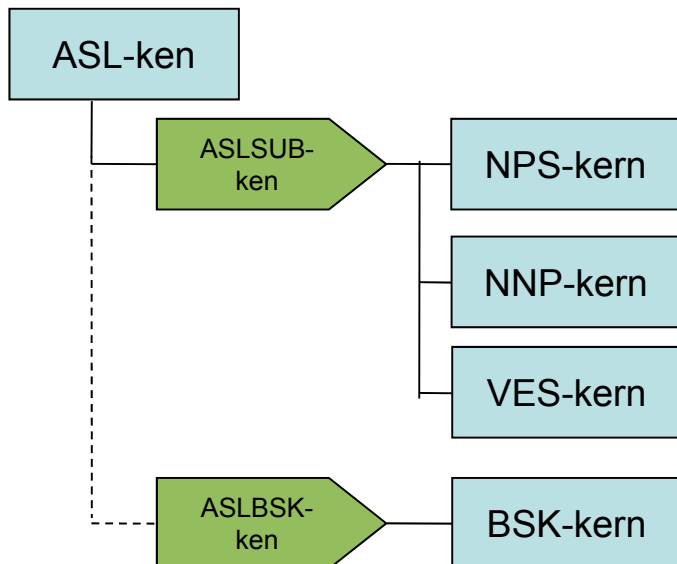 ASL-ken
ASLSUB-
ken
NPS-kern
NNP-kern
VES-kern
ASLBSK-
ken
BSK-kern